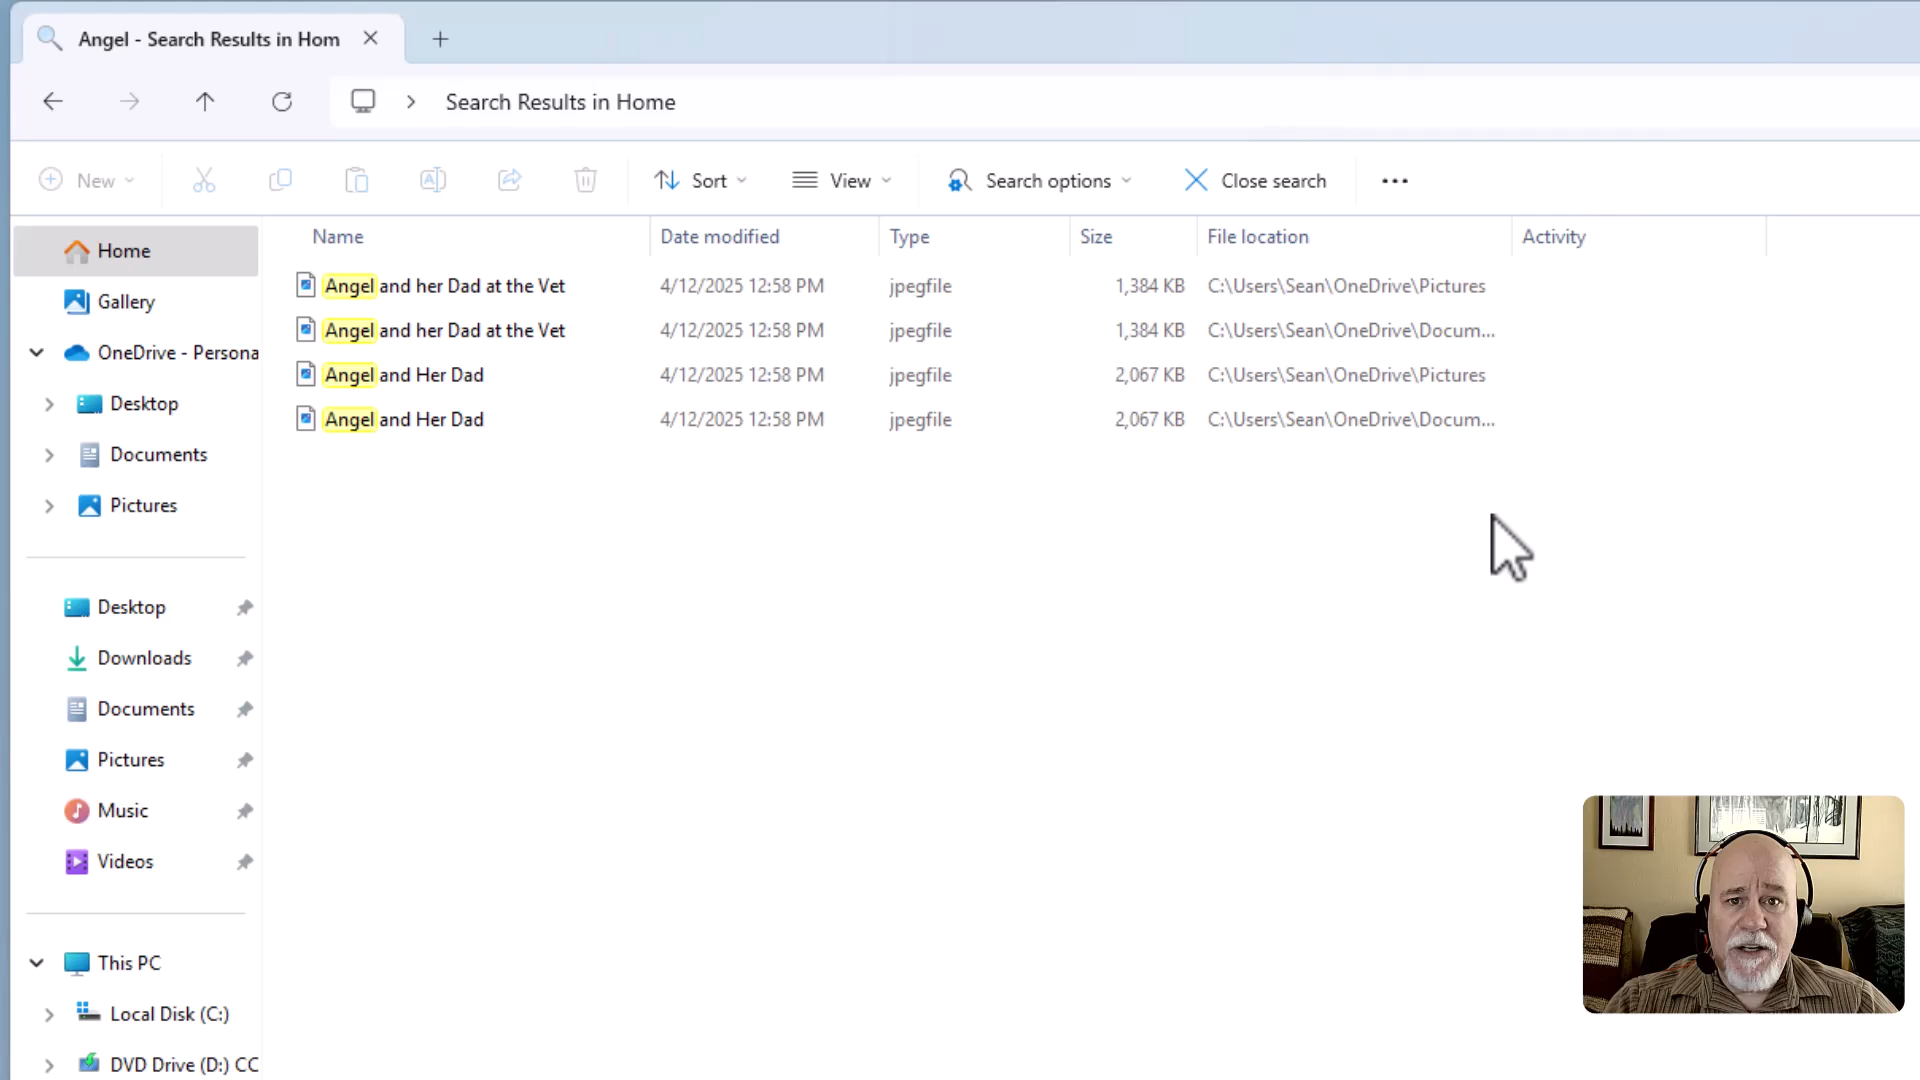 Angel - Search Results in Hom
Search Results in Home
New
Sort
View
Search options
Close search
Name Date modified Type Size File location Activity
Angel and her Dad at the Vet 4/12/2025 12:58 PM jpegfile 1,384 KB C:\Users\Sean\OneDrive\Pictures
Angel and her Dad at the Vet 4/12/2025 12:58 PM jpegfile 1,384 KB C:\Users\Sean\OneDrive\Docum...
Angel and Her Dad 4/12/2025 12:58 PM jpegfile 2,067 KB C:\Users\Sean\OneDrive\Pictures
Angel and Her Dad 4/12/2025 12:58 PM jpegfile 2,067 KB C:\Users\Sean\OneDrive\Docum...
Home
Gallery
OneDrive - Persona
Desktop
Documents
Pictures
Desktop
Downloads
Documents
Pictures
Music
Videos
This PC
Local Disk (C:)
DVD Drive (D:) CC